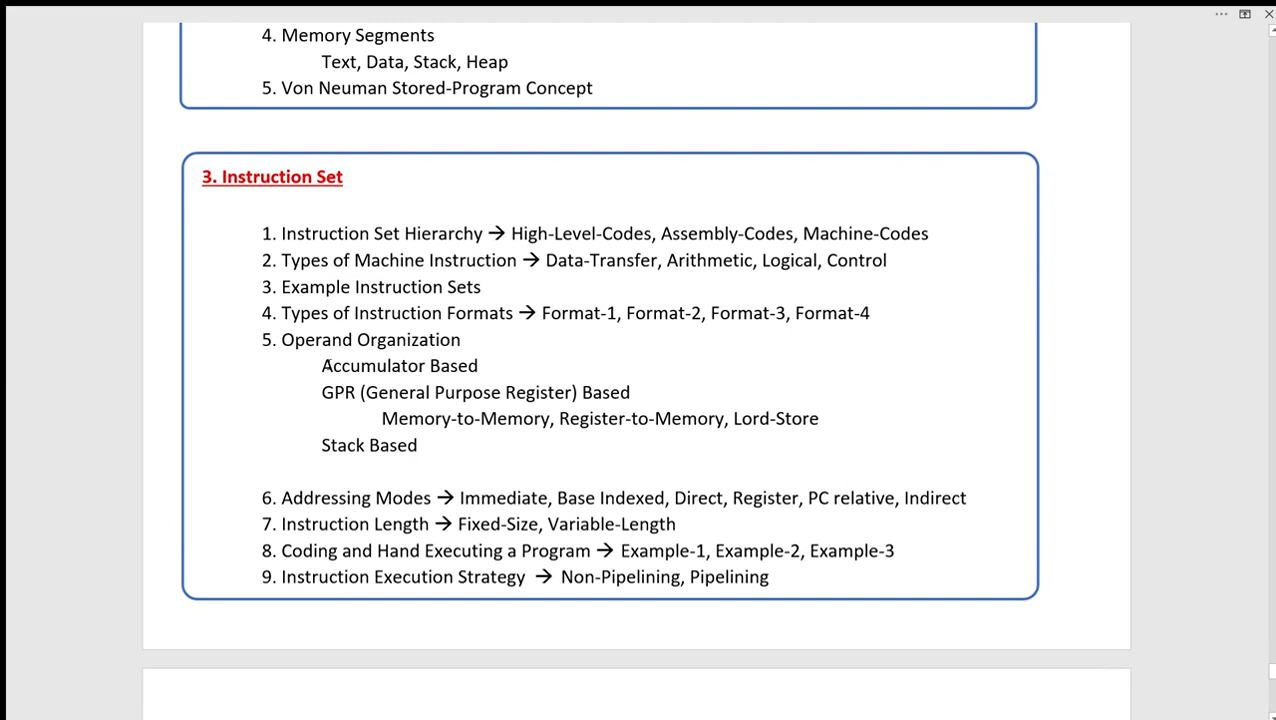 4. Memory Segments
Text, Data, Stack, Heap
5. Von Neuman Stored-Program Concept
3. Instruction Set
1. Instruction Set Hierarchy → High-Level-Codes, Assembly-Codes, Machine-Codes
2. Types of Machine Instruction → Data-Transfer, Arithmetic, Logical, Control
3. Example Instruction Sets
4. Types of Instruction Formats → Format-1, Format-2, Format-3, Format-4
5. Operand Organization
Accumulator Based
GPR (General Purpose Register) Based
Memory-to-Memory, Register-to-Memory, Lord-Store
Stack Based
6. Addressing Modes → Immediate, Base Indexed, Direct, Register, PC relative, Indirect
7. Instruction Length → Fixed-Size, Variable-Length
8. Coding and Hand Executing a Program → Example-1, Example-2, Example-3
9. Instruction Execution Strategy → Non-Pipelining, Pipelining